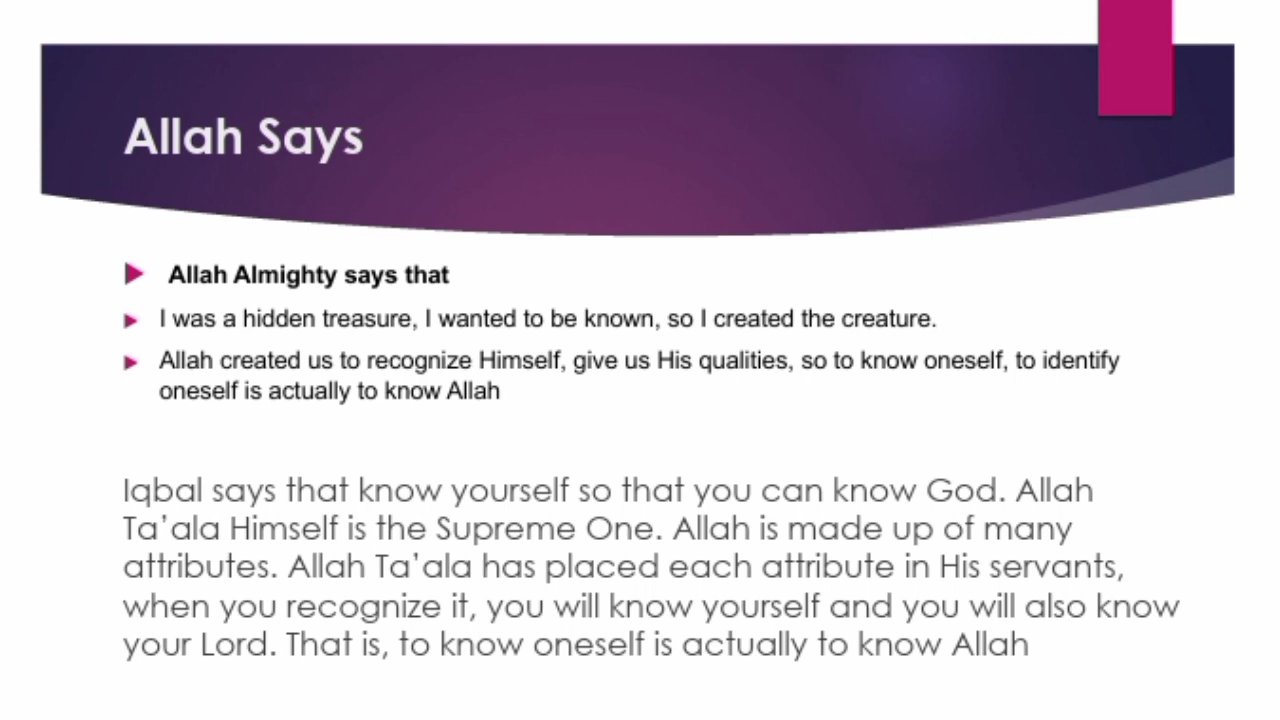 Allah Says
Allah Almighty says that
I was a hidden treasure, I wanted to be known, so I created the creature.
Allah created us to recognize Himself, give us His qualities, so to know oneself, to identify
oneself is actually to know Allah
Iqbal says that know yourself so that you can know God. Allah
Ta’ala Himself is the Supreme One. Allah is made up of many
attributes. Allah Ta’ala has placed each attribute in His servants,
when you recognize it, you will know yourself and you will also know
your Lord. That is, to know oneself is actually to know Allah